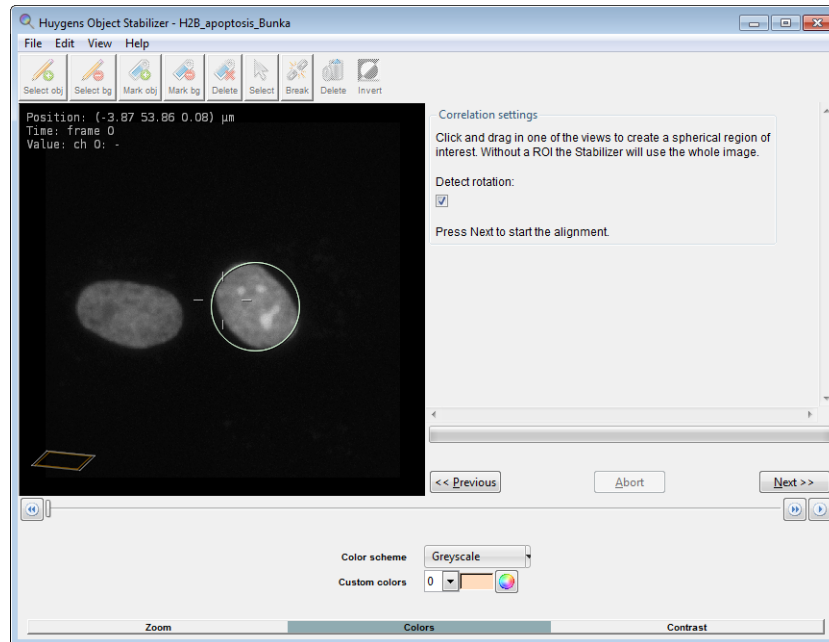 Huygens Object Stabilizer - H2B_apoptosis_Bunka
File Edit View Help
Select obj Select bg Mark obj Mark bg Delete Select Break Delete Invert
Position: (-3.87 53.86 0.08) µm
Time: frame 0
Value: ch 0: -
Correlation settings
Click and drag in one of the views to create a spherical region of
interest. Without a ROI the Stabilizer will use the whole image.
Detect rotation:
Press Next to start the alignment.
<< Previous Abort Next >>
Color scheme Greyscale
Custom colors 0
Zoom Colors Contrast